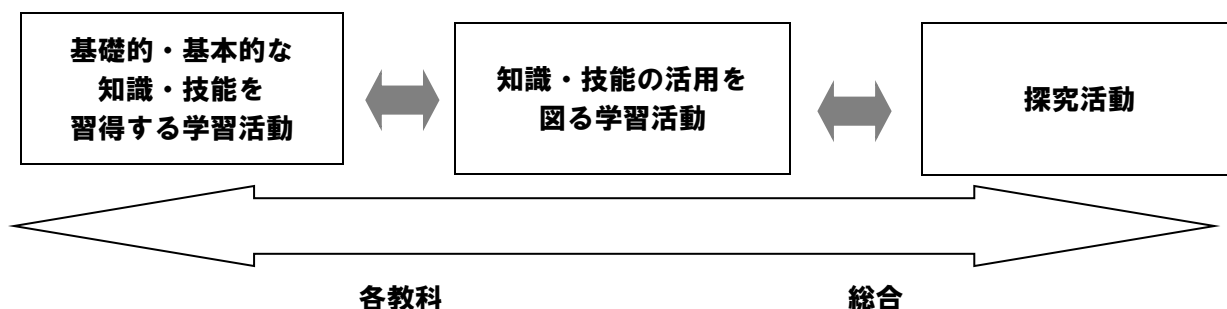 基礎的・基本的な
知識・技能を
習得する学習活動
知識・技能の活用を
図る学習活動
探究活動
各教科
総合